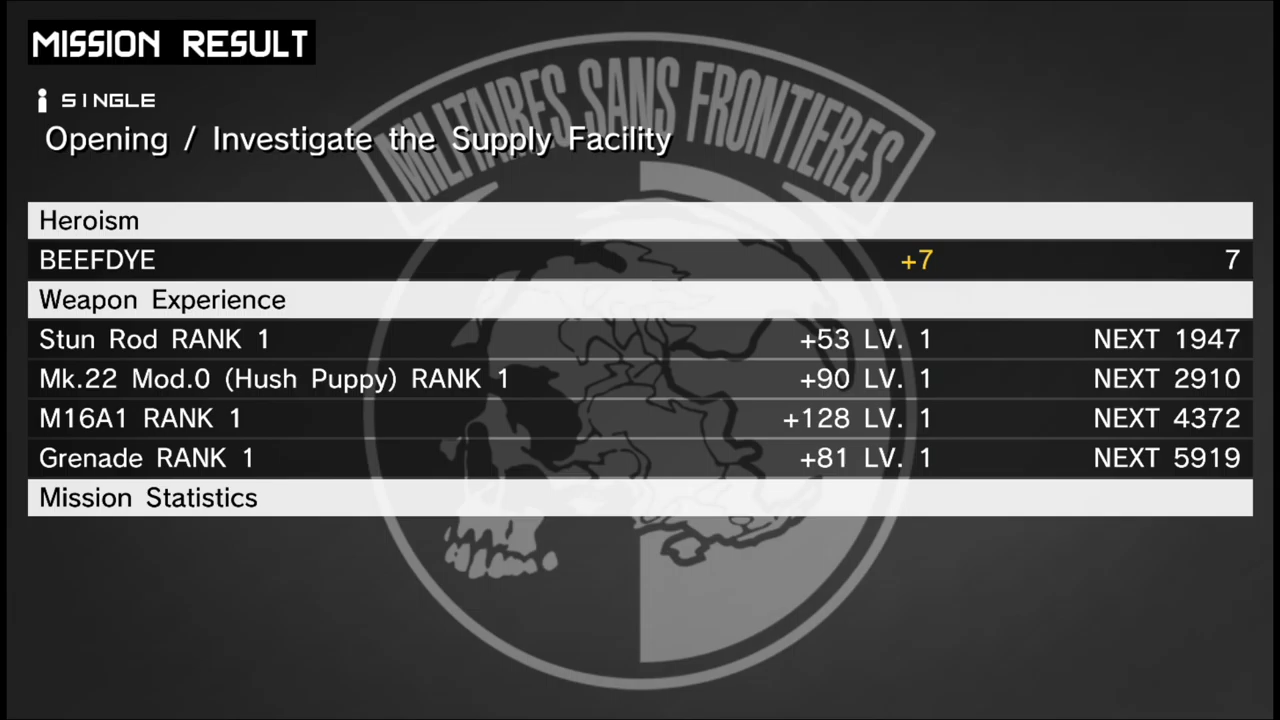 MISSION RESULT
SINGLE
Opening / Investigate the Supply Facility
MILITAIRES SANS FRONTIERES
Heroism
BEEFDYE +7 7
Weapon Experience
Stun Rod RANK 1 +53 LV. 1 NEXT 1947
Mk.22 Mod.0 (Hush Puppy) RANK 1 +90 LV. 1 NEXT 2910
M16A1 RANK 1 +128 LV. 1 NEXT 4372
Grenade RANK 1 +81 LV. 1 NEXT 5919
Mission Statistics